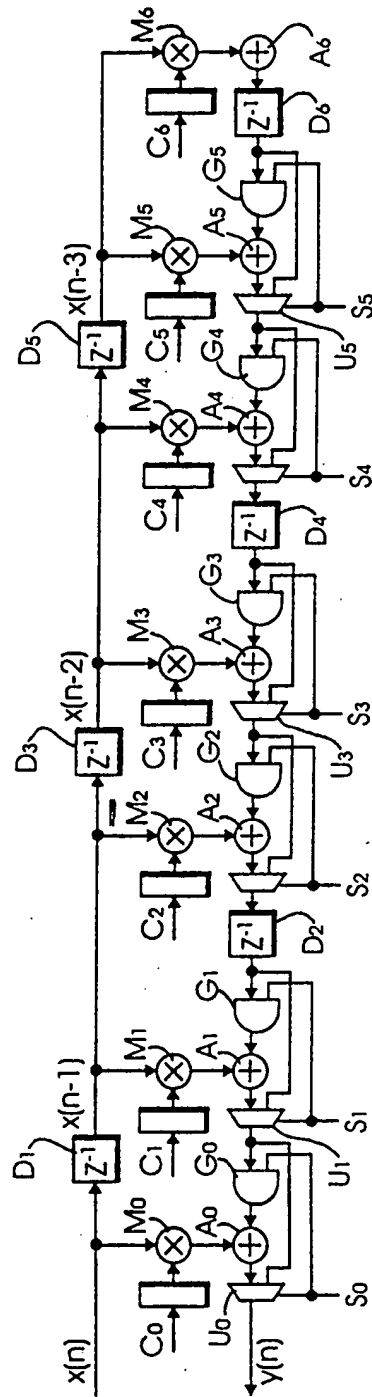 x(n) D1 Z⁻¹ x(n-1) D3 Z⁻¹ x(n-2) D5 Z⁻¹ x(n-3)
M0 M1 M2 M3 M4 M5 M6
C0 C1 C2 C3 C4 C5 C6
A0 A1 A2 A3 A4 A5 A6
G0 G1 G2 G3 G4 G5
y(n) U0 U1 Z⁻¹ D2 U3 Z⁻¹ D4 U5 Z⁻¹ D6
S0 S1 S2 S3 S4 S5